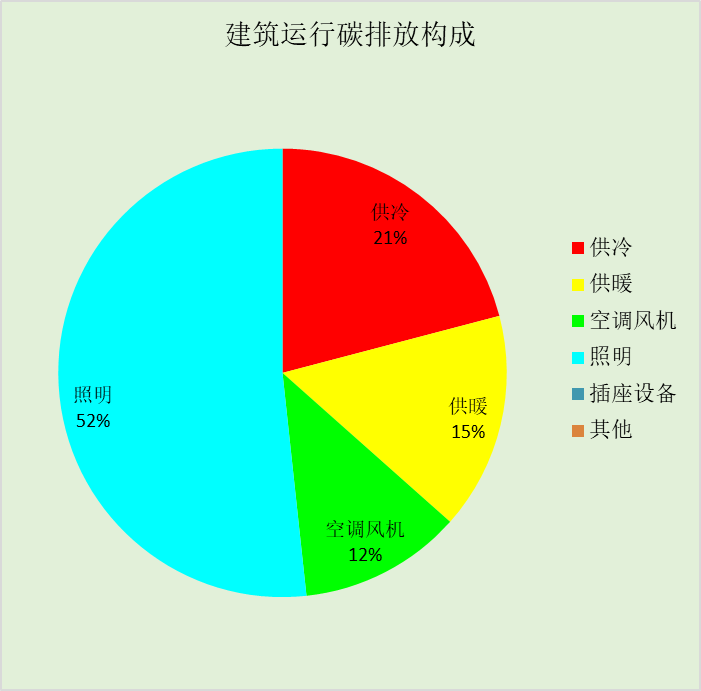 建筑运行碳排放构成
供冷
21%
供暖
15%
空调风机
12%
照明
52%
供冷
供暖
空调风机
照明
插座设备
其他